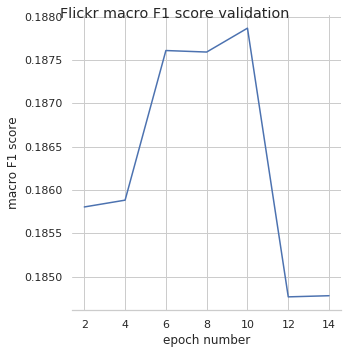 Flickr macro F1 score validation
0.1880
0.1875
0.1870
0.1865
0.1860
0.1855
0.1850
macro F1 score
2 4 6 8 10 12 14
epoch number